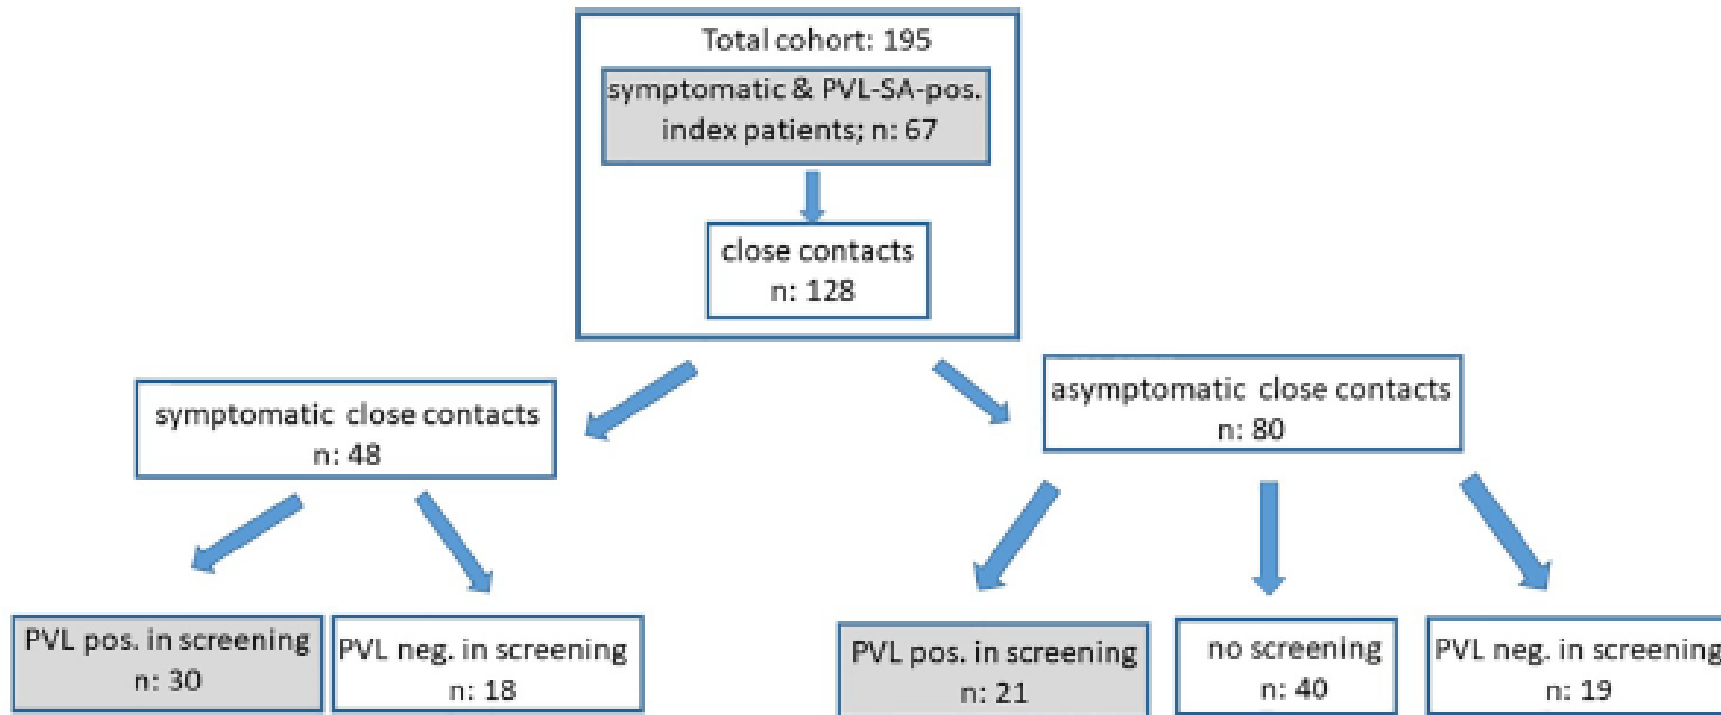 Total cohort: 195
symptomatic & PVL-SA-pos.
index patients; n: 67
close contacts
n: 128
symptomatic close contacts
n: 48
asymptomatic close contacts
n: 80
PVL pos. in screening
n: 30
PVL neg. in screening
n: 18
PVL pos. in screening
n: 21
no screening
n: 40
PVL neg. in screening
n: 19